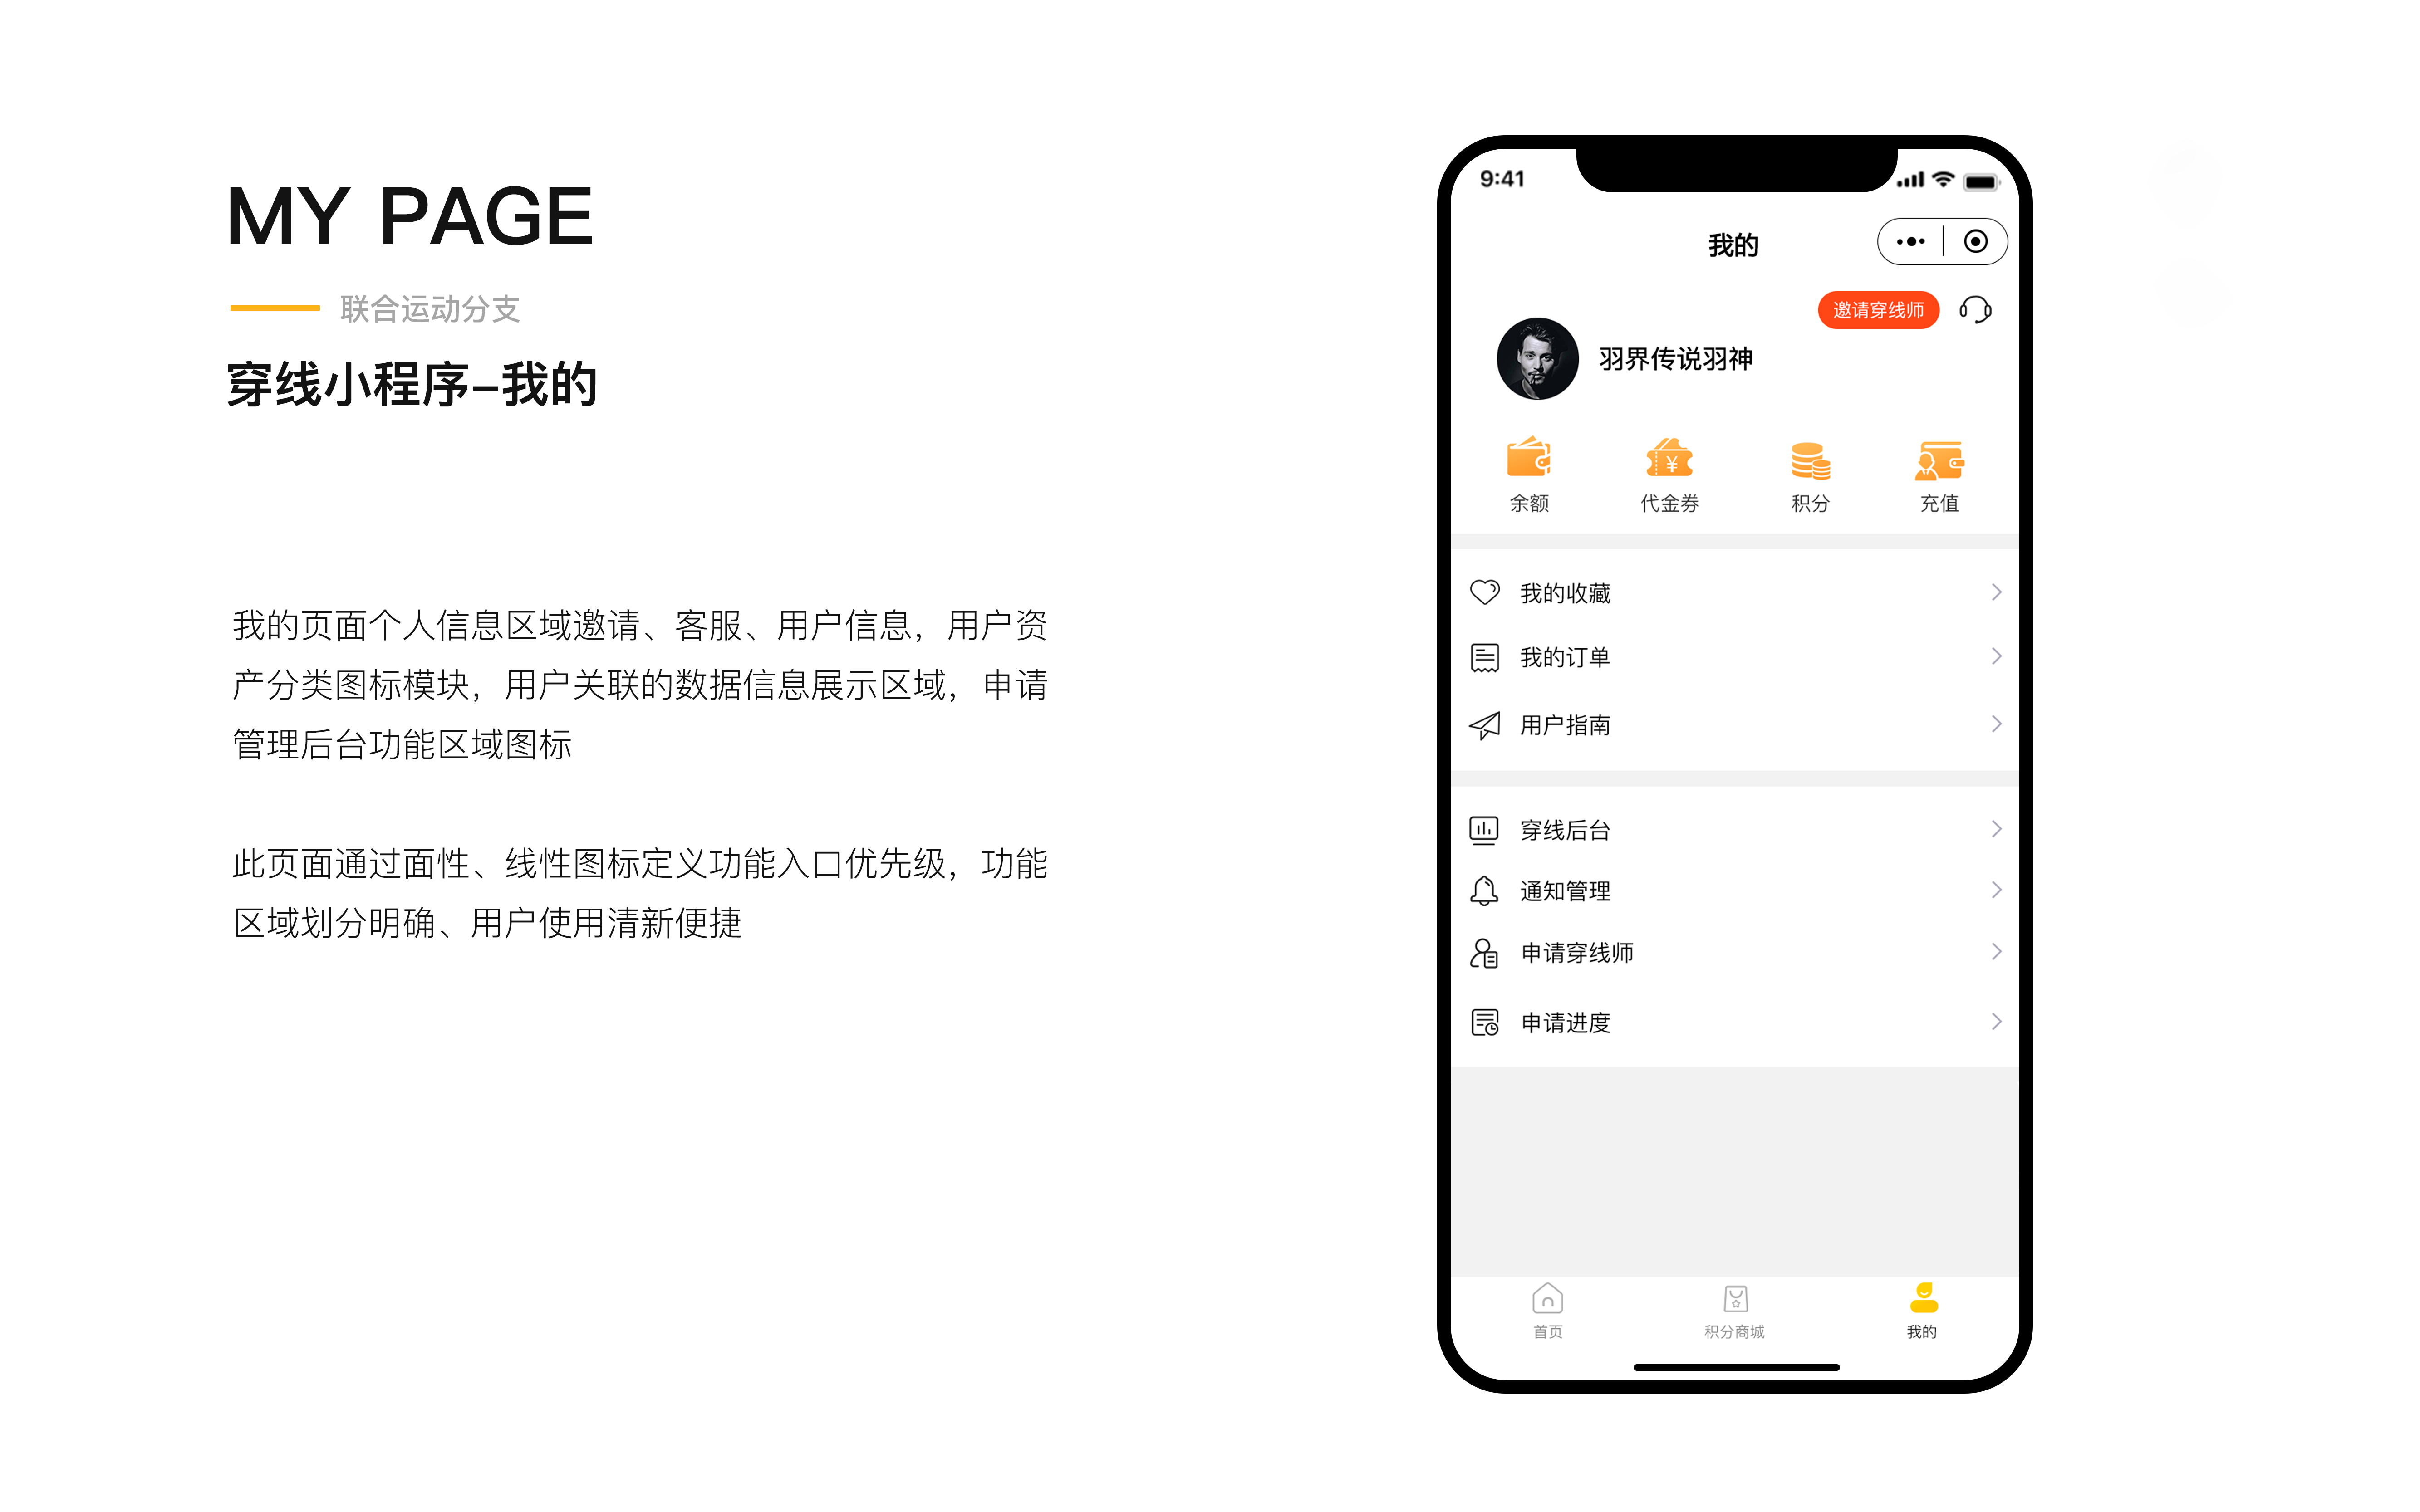 MY PAGE
联合运动分支
穿线小程序-我的
我的页面个人信息区域邀请、客服、用户信息，用户资
产分类图标模块，用户关联的数据信息展示区域，申请
管理后台功能区域图标
此页面通过面性、线性图标定义功能入口优先级，功能
区域划分明确、用户使用清新便捷
9:41
我的
邀请穿线师
羽界传说羽神
¥
余额
代金券
积分
充值
我的收藏
我的订单
用户指南
穿线后台
通知管理
申请穿线师
申请进度
首页
积分商城
我的